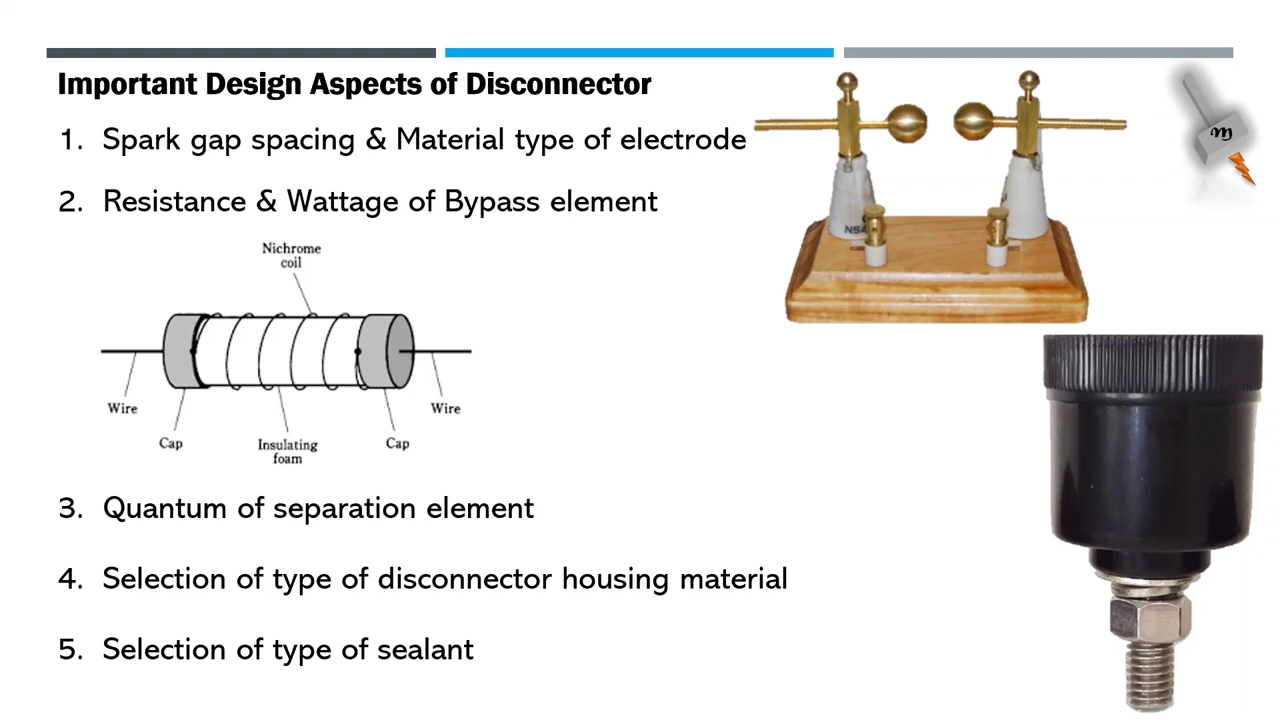 Important Design Aspects of Disconnector
1. Spark gap spacing & Material type of electrode
2. Resistance & Wattage of Bypass element
Nichrome
coil
Wire
Wire
Cap
Insulating
foam
Cap
3. Quantum of separation element
4. Selection of type of disconnector housing material
5. Selection of type of sealant